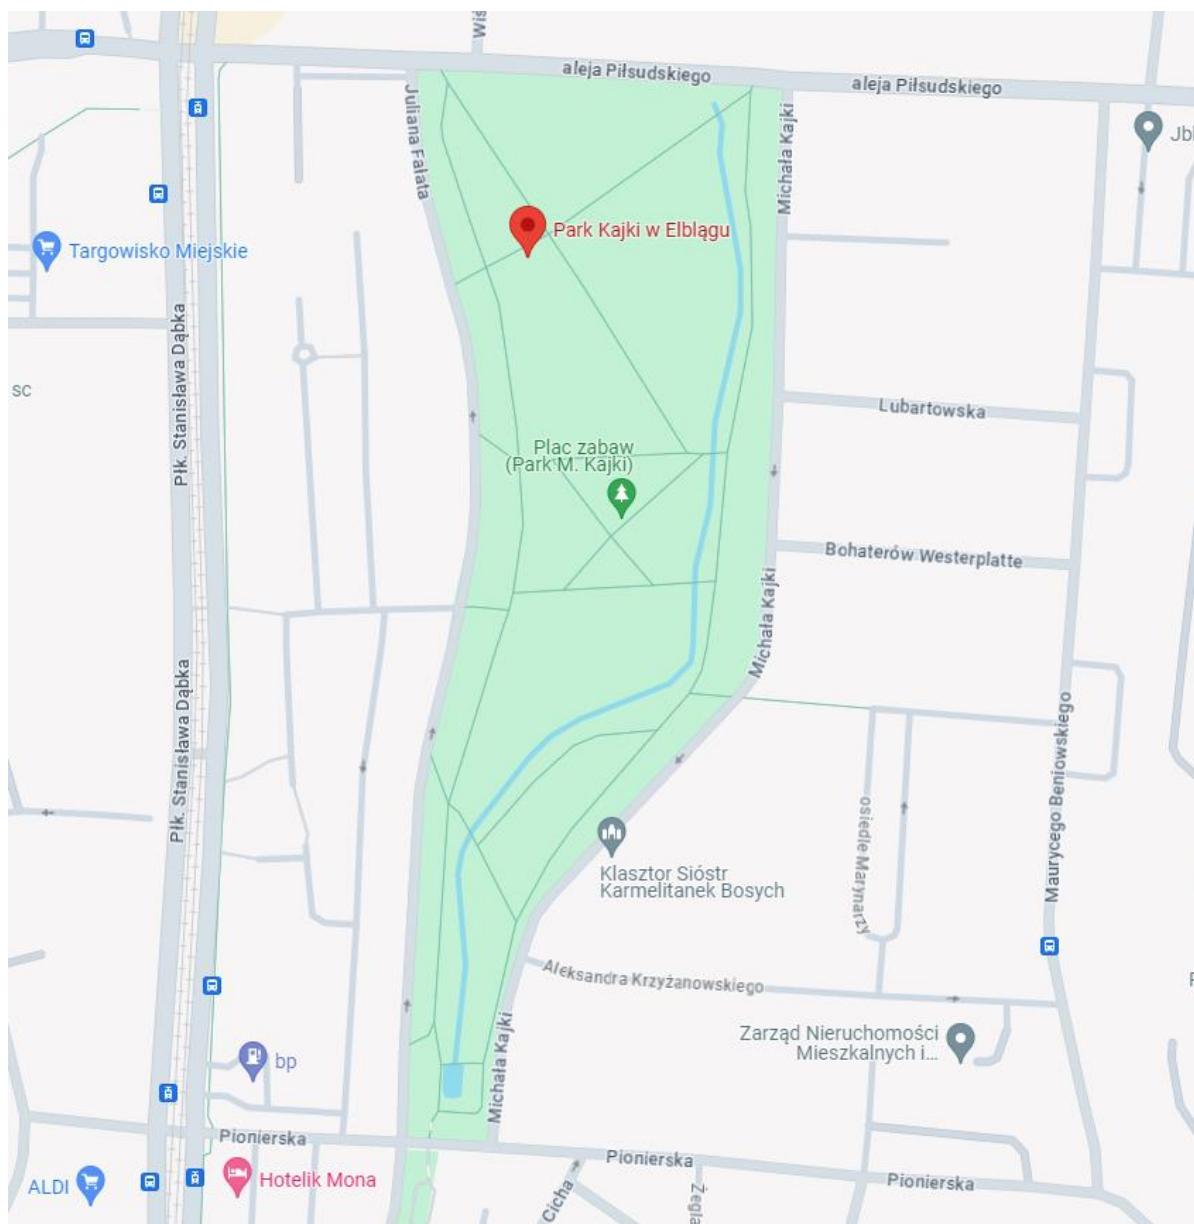 aleja Piłsudskiego
aleja Piłsudskiego
Juliana Fałata
Michała Kajki
Park Kajki w Elblągu
Targowisko Miejskie
Płk. Stanisława Dąbka
sc
Lubartowska
Plac zabaw
(Park M. Kajki)
Bohaterów Westerplatte
Michała Kajki
Płk. Stanisława Dąbka
Maurycego Beniowskiego
osiedle Marynarzy
Klasztor Sióstr
Karmelitanek Bosych
Aleksandra Krzyżanowskiego
Zarząd Nieruchomości
Mieszkalnych i...
bp
Michała Kajki
Pionierska
Pionierska
Pionierska
ALDI
Hotelik Mona
Cicha